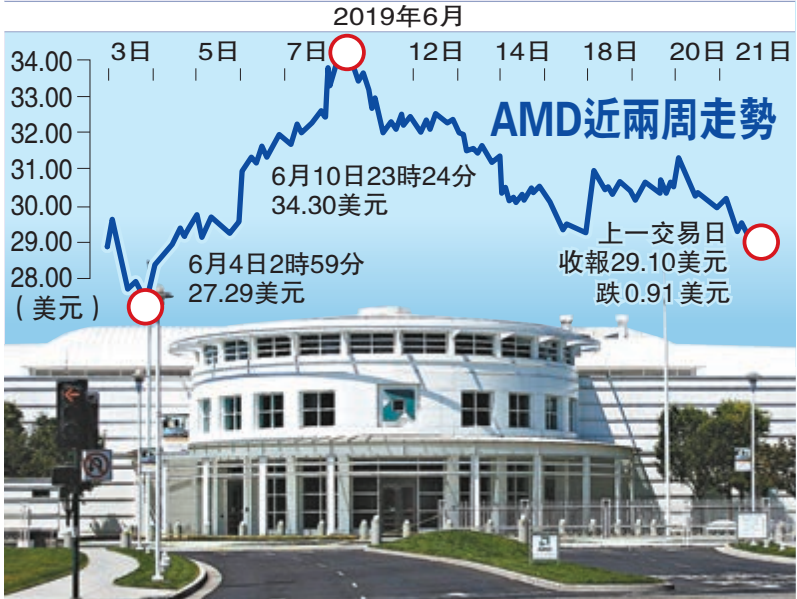 2019年6月
3日 5日 7日 12日 14日 18日 20日 21日
34.00
33.00
32.00
31.00
30.00
29.00
28.00
（美元）
AMD近兩周走勢
6月10日23時24分
34.30美元
6月4日2時59分
27.29美元
上一交易日
收報29.10美元
跌0.91美元